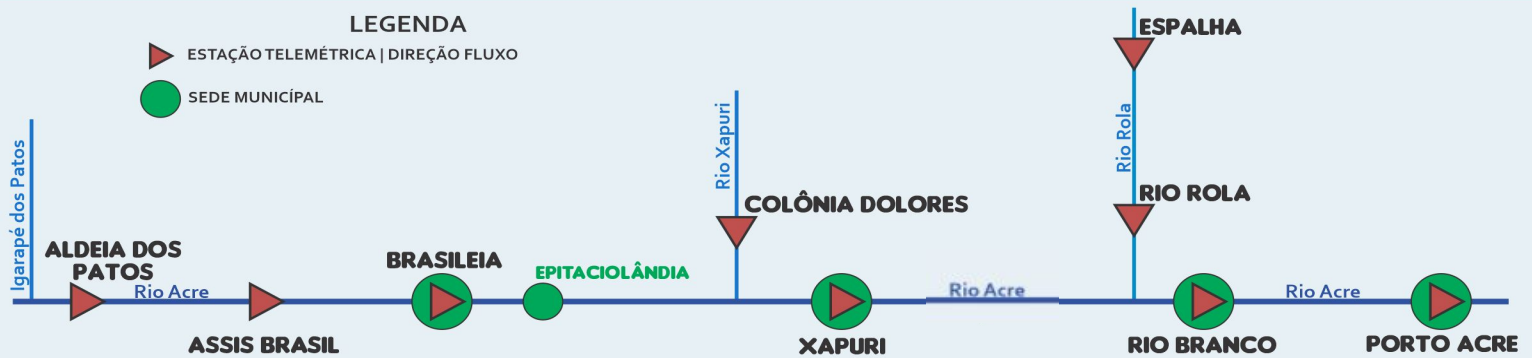 LEGENDA
ESTAÇÃO TELEMÉTRICA | DIREÇÃO FLUXO
SEDE MUNICÍPAL
Igarapé dos Patos
ALDEIA DOS
PATOS
Rio Acre
ASSIS BRASIL
BRASILEIA
EPITACIOLÂNDIA
Rio Xapuri
COLÔNIA DOLORES
XAPURI
Rio Acre
ESPALHA
Rio Rola
RIO ROLA
RIO BRANCO
Rio Acre
PORTO ACRE